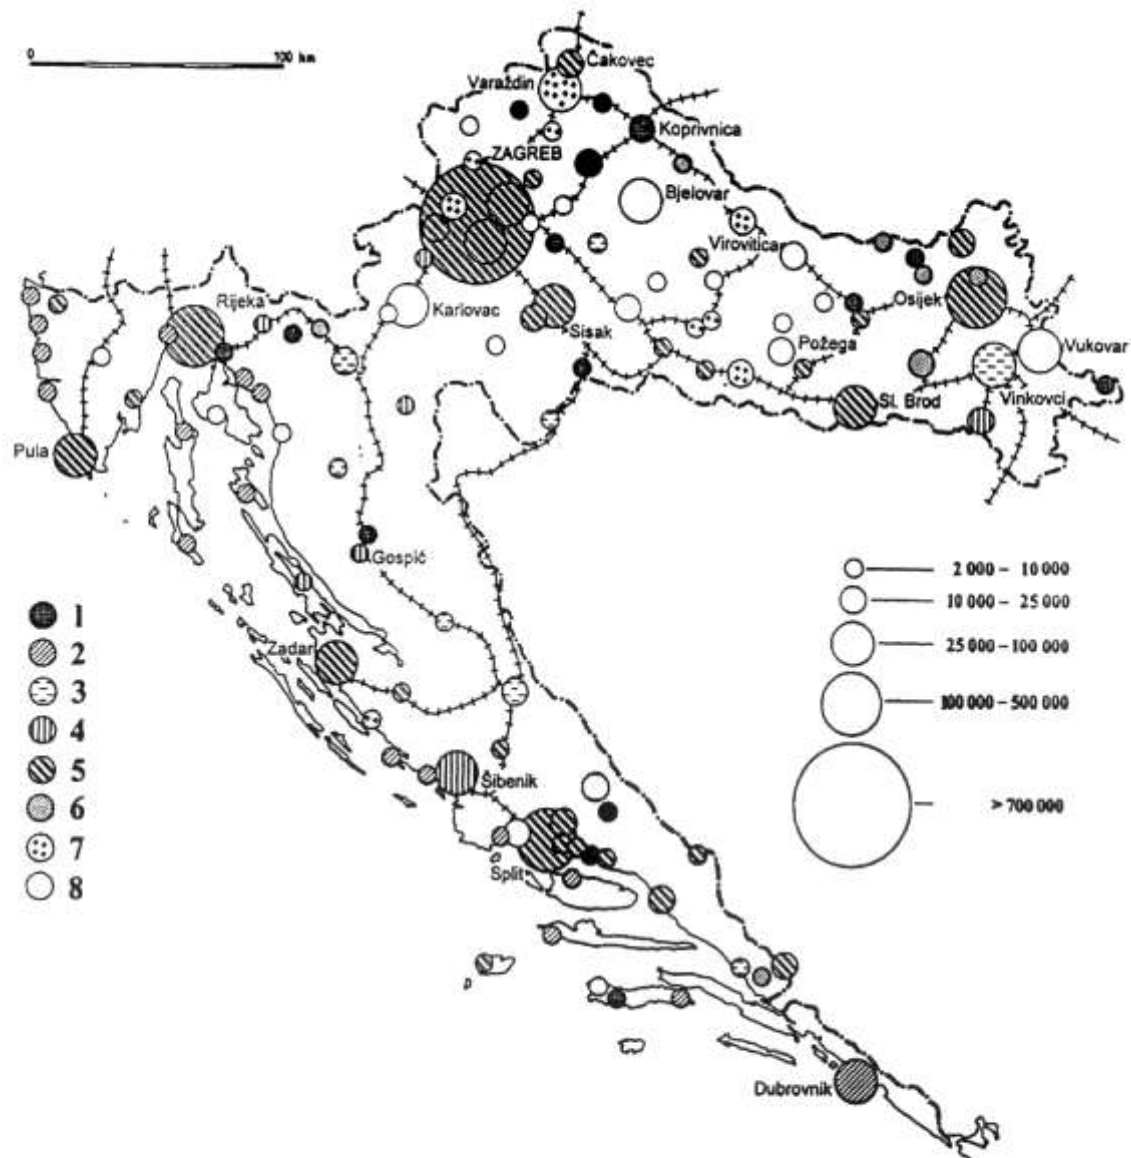 0 100 km
Čakovec
Varaždin
Koprivnica
ZAGREB
Bjelovar
Virovitica
Rijeka
Karlovac
Sisak
Osijek
Požega
Vukovar
Sl. Brod
Vinkovci
Pula
Gospić
Zadar
Šibenik
Split
Dubrovnik
1
2
3
4
5
6
7
8
2 000 – 10 000
10 000 – 25 000
25 000 – 100 000
100 000 – 500 000
> 700 000